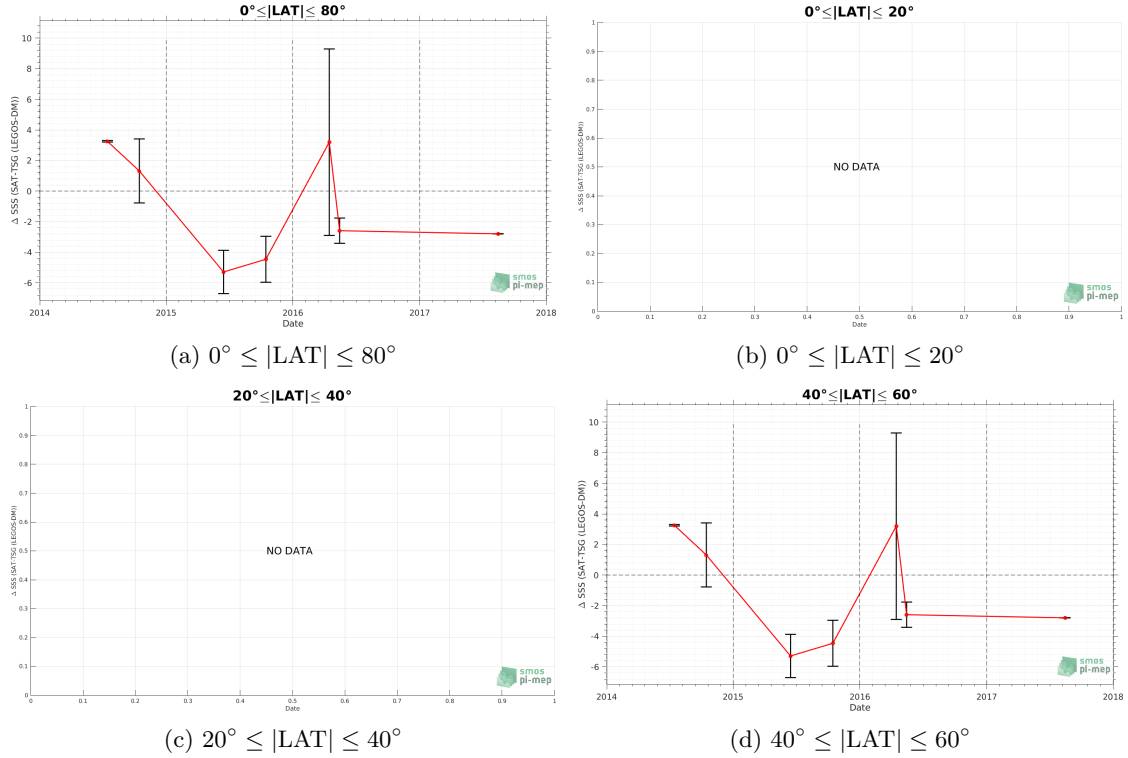 0°≤|LAT|≤ 80°
Δ SSS (SAT-TSG (LEGOS-DM))
10
8
6
4
2
0
-2
-4
-6
2014 2015 2016 2017 2018
Date
smos
pi-mep
(a) 0° ≤ |LAT| ≤ 80°
0°≤|LAT|≤ 20°
Δ SSS (SAT-TSG (LEGOS-DM))
1
0.9
0.8
0.7
0.6
0.5
0.4
0.3
0.2
0.1
0
NO DATA
0 0.1 0.2 0.3 0.4 0.5 0.6 0.7 0.8 0.9 1
Date
smos
pi-mep
(b) 0° ≤ |LAT| ≤ 20°
20°≤|LAT|≤ 40°
Δ SSS (SAT-TSG (LEGOS-DM))
1
0.9
0.8
0.7
0.6
0.5
0.4
0.3
0.2
0.1
0
NO DATA
0 0.1 0.2 0.3 0.4 0.5 0.6 0.7 0.8 0.9 1
Date
smos
pi-mep
(c) 20° ≤ |LAT| ≤ 40°
40°≤|LAT|≤ 60°
Δ SSS (SAT-TSG (LEGOS-DM))
10
8
6
4
2
0
-2
-4
-6
2014 2015 2016 2017 2018
Date
smos
pi-mep
(d) 40° ≤ |LAT| ≤ 60°